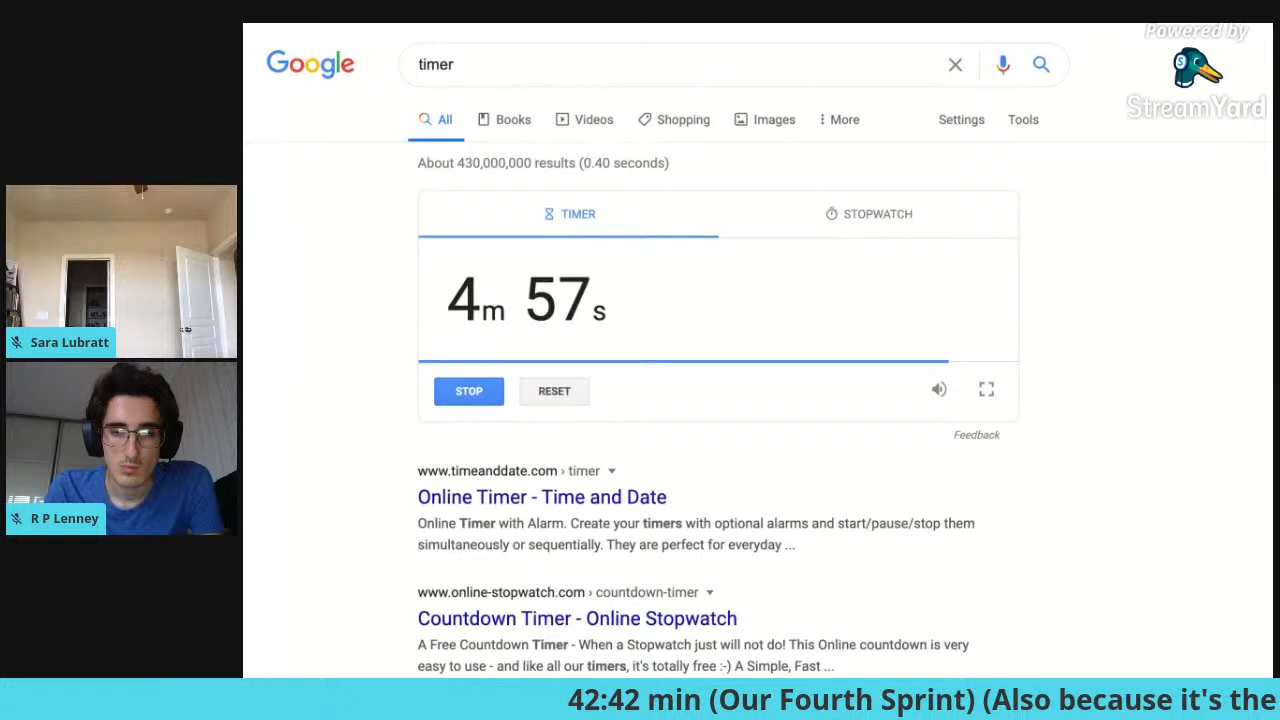 Powered by
StreamYard
Google
timer
All Books Videos Shopping Images More Settings Tools
About 430,000,000 results (0.40 seconds)
TIMER STOPWATCH
4m 57s
STOP RESET
Feedback
www.timeanddate.com › timer
Online Timer - Time and Date
Online Timer with Alarm. Create your timers with optional alarms and start/pause/stop them
simultaneously or sequentially. They are perfect for everyday ...
www.online-stopwatch.com › countdown-timer
Countdown Timer - Online Stopwatch
A Free Countdown Timer - When a Stopwatch just will not do! This Online countdown is very
easy to use - and like all our timers, it's totally free :-) A Simple, Fast ...
Sara Lubratt
R P Lenney
42:42 min (Our Fourth Sprint) (Also because it's the